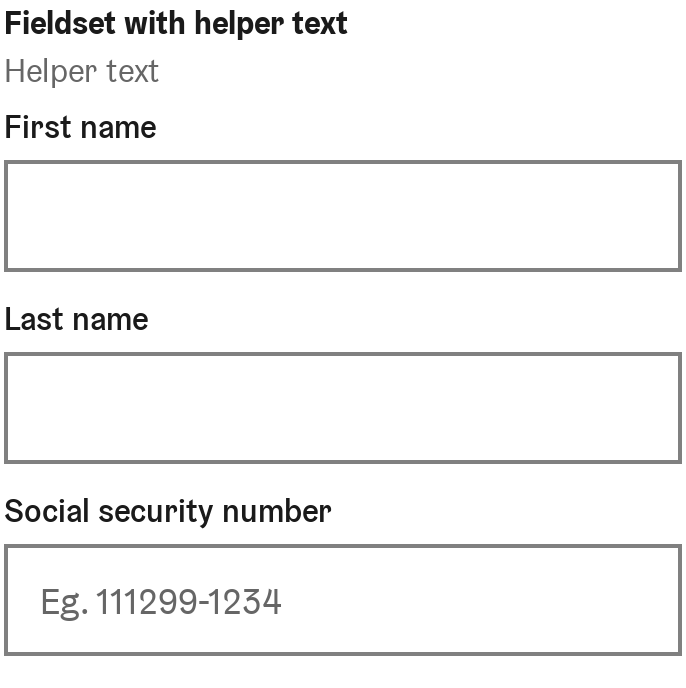 Fieldset with helper text
Helper text
First name
Last name
Social security number
Eg. 111299-1234